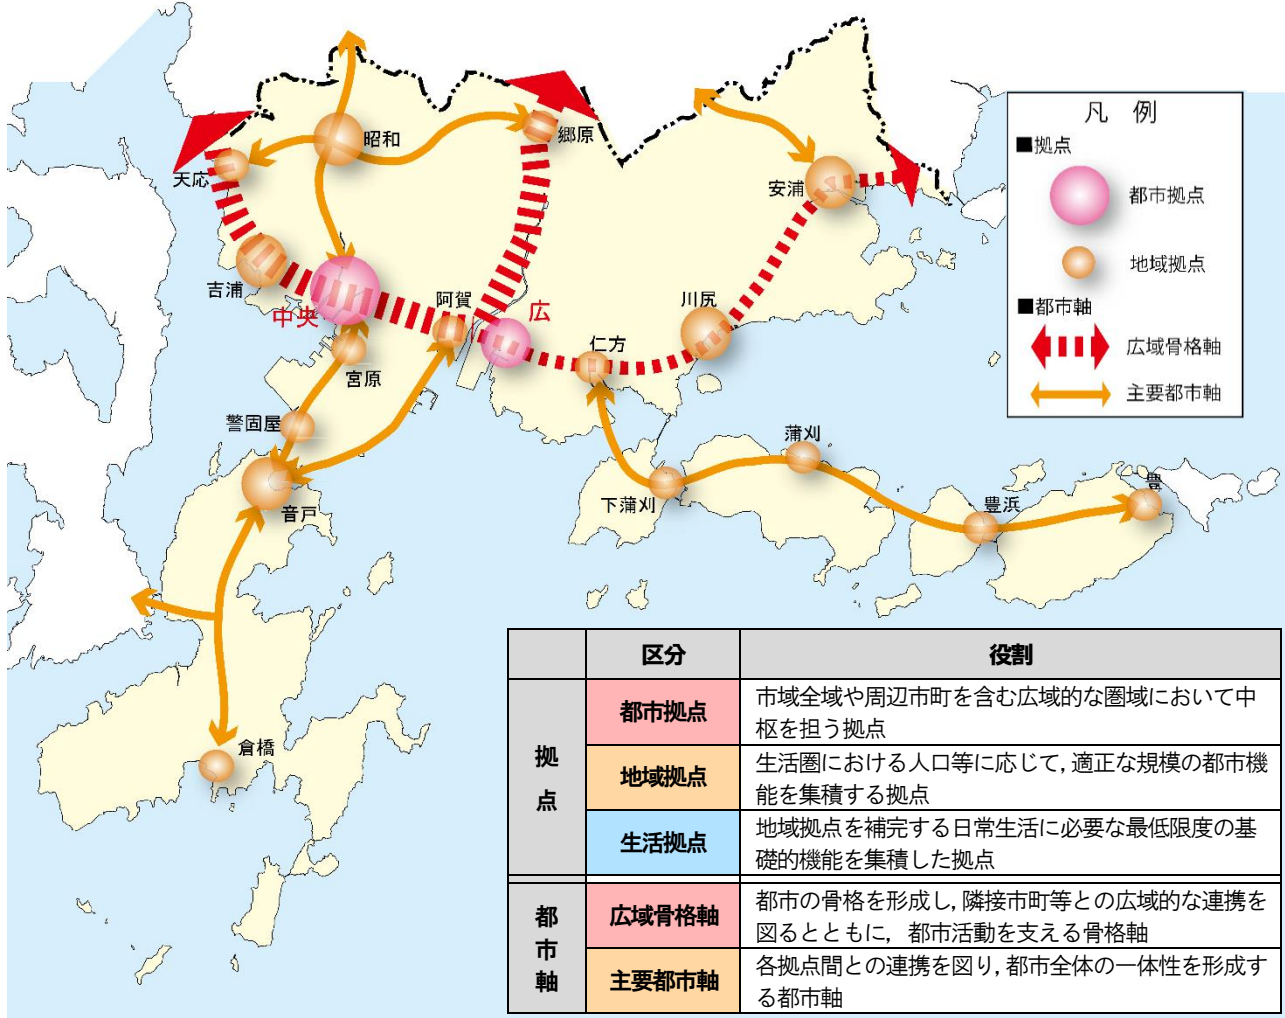 昭和
郷原
天応
安浦
吉浦
中央
阿賀
広
川尻
仁方
宮原
警固屋
音戸
蒲刈
下蒲刈
豊浜
豊
倉橋
凡 例
■拠点
都市拠点
地域拠点
■都市軸
広域骨格軸
主要都市軸
区分
役割
拠点
都市拠点
市域全域や周辺市町を含む広域的な圏域において中
枢を担う拠点
地域拠点
生活圏における人口等に応じて,適正な規模の都市機
能を集積する拠点
生活拠点
地域拠点を補完する日常生活に必要な最低限度の基
礎的機能を集積した拠点
都市軸
広域骨格軸
都市の骨格を形成し,隣接市町等との広域的な連携を
図るとともに, 都市活動を支える骨格軸
主要都市軸
各拠点間との連携を図り,都市全体の一体性を形成す
る都市軸